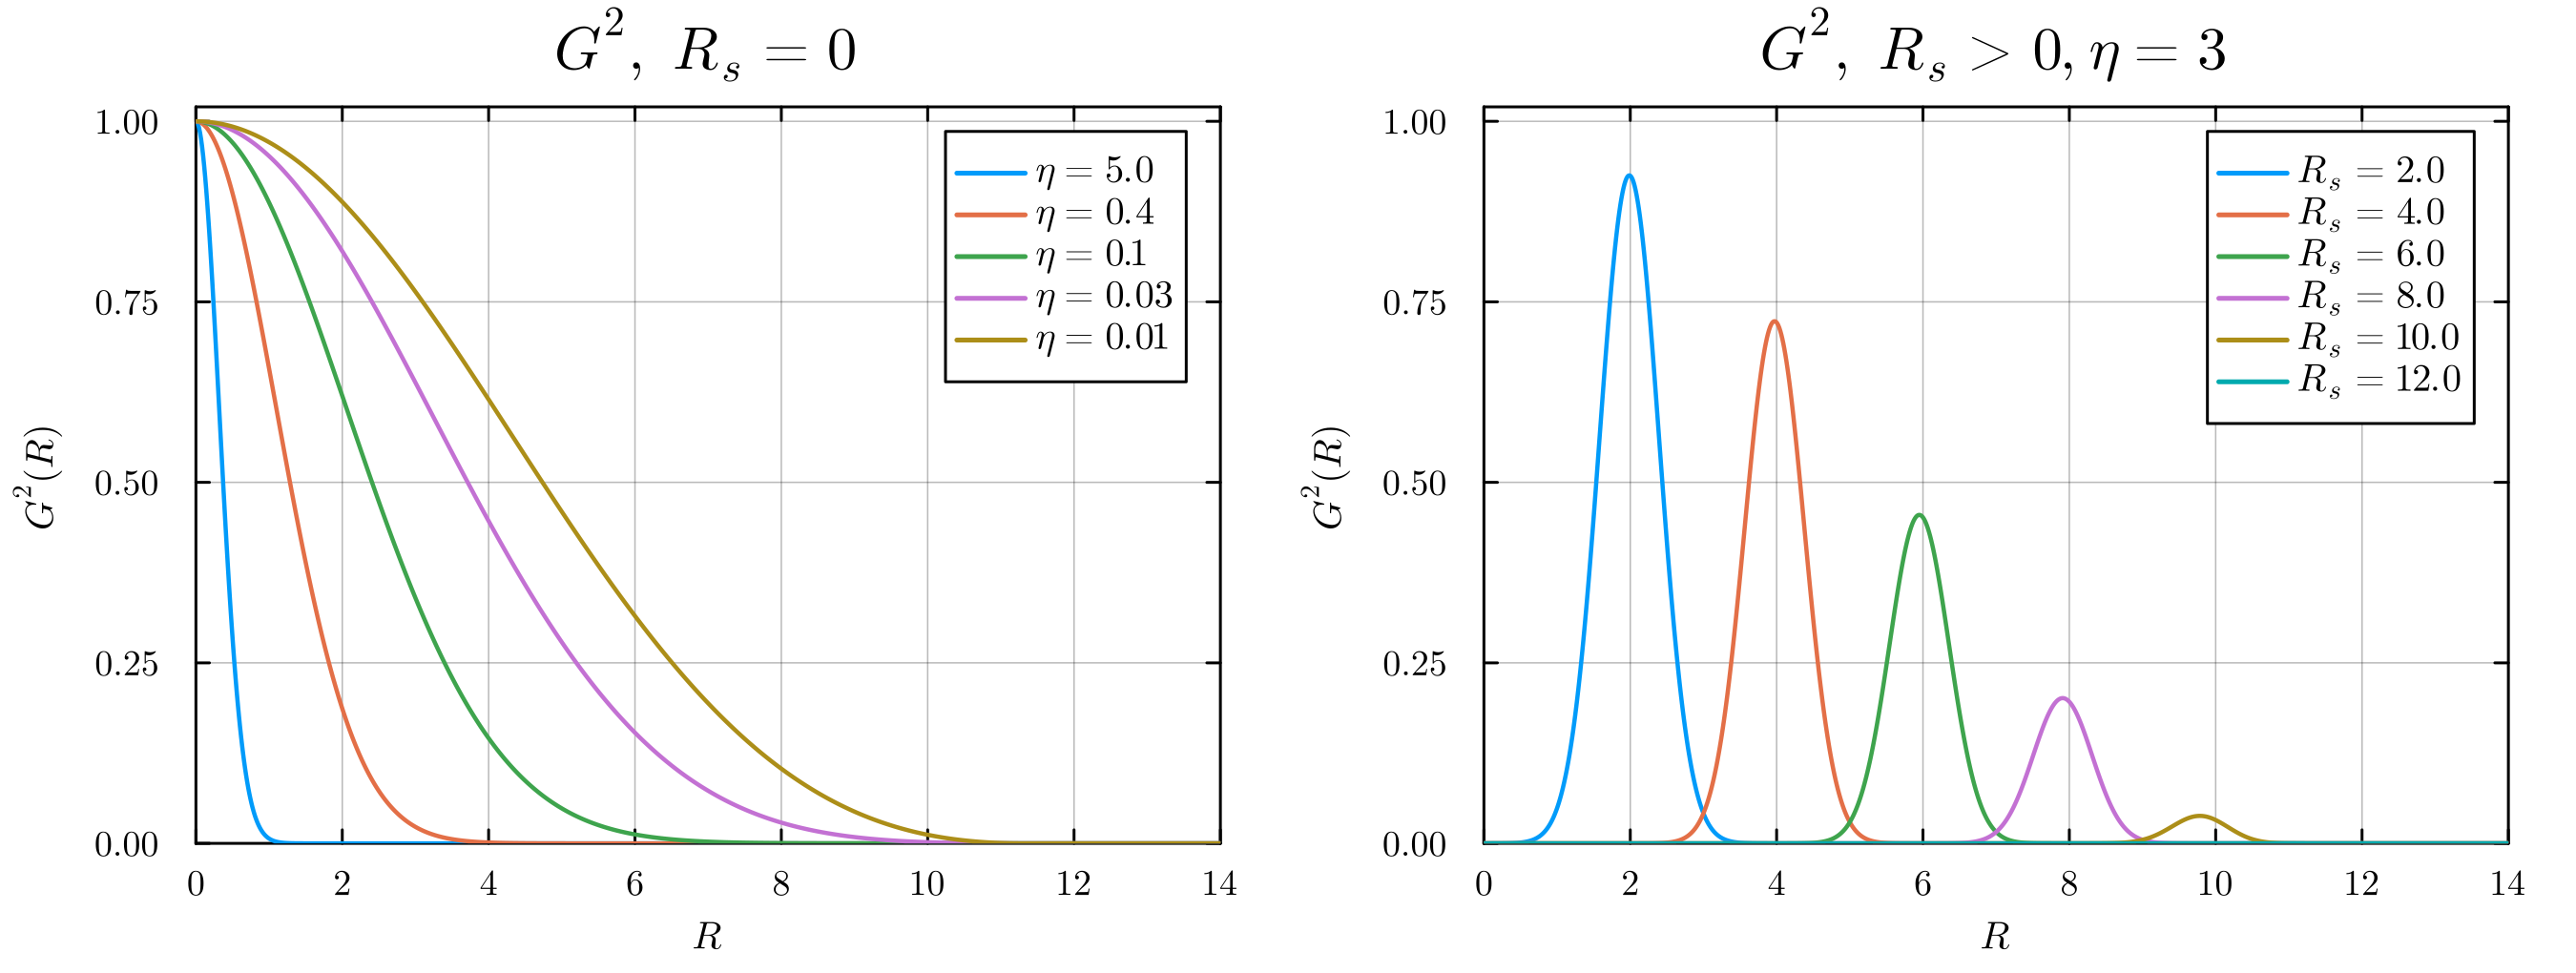 G², R_s = 0
1.00
0.75
0.50
0.25
0.00
G²(R)
η = 5.0
η = 0.4
η = 0.1
η = 0.03
η = 0.01
0 2 4 6 8 10 12 14
R
G², R_s > 0, η = 3
1.00
0.75
0.50
0.25
0.00
G²(R)
R_s = 2.0
R_s = 4.0
R_s = 6.0
R_s = 8.0
R_s = 10.0
R_s = 12.0
0 2 4 6 8 10 12 14
R